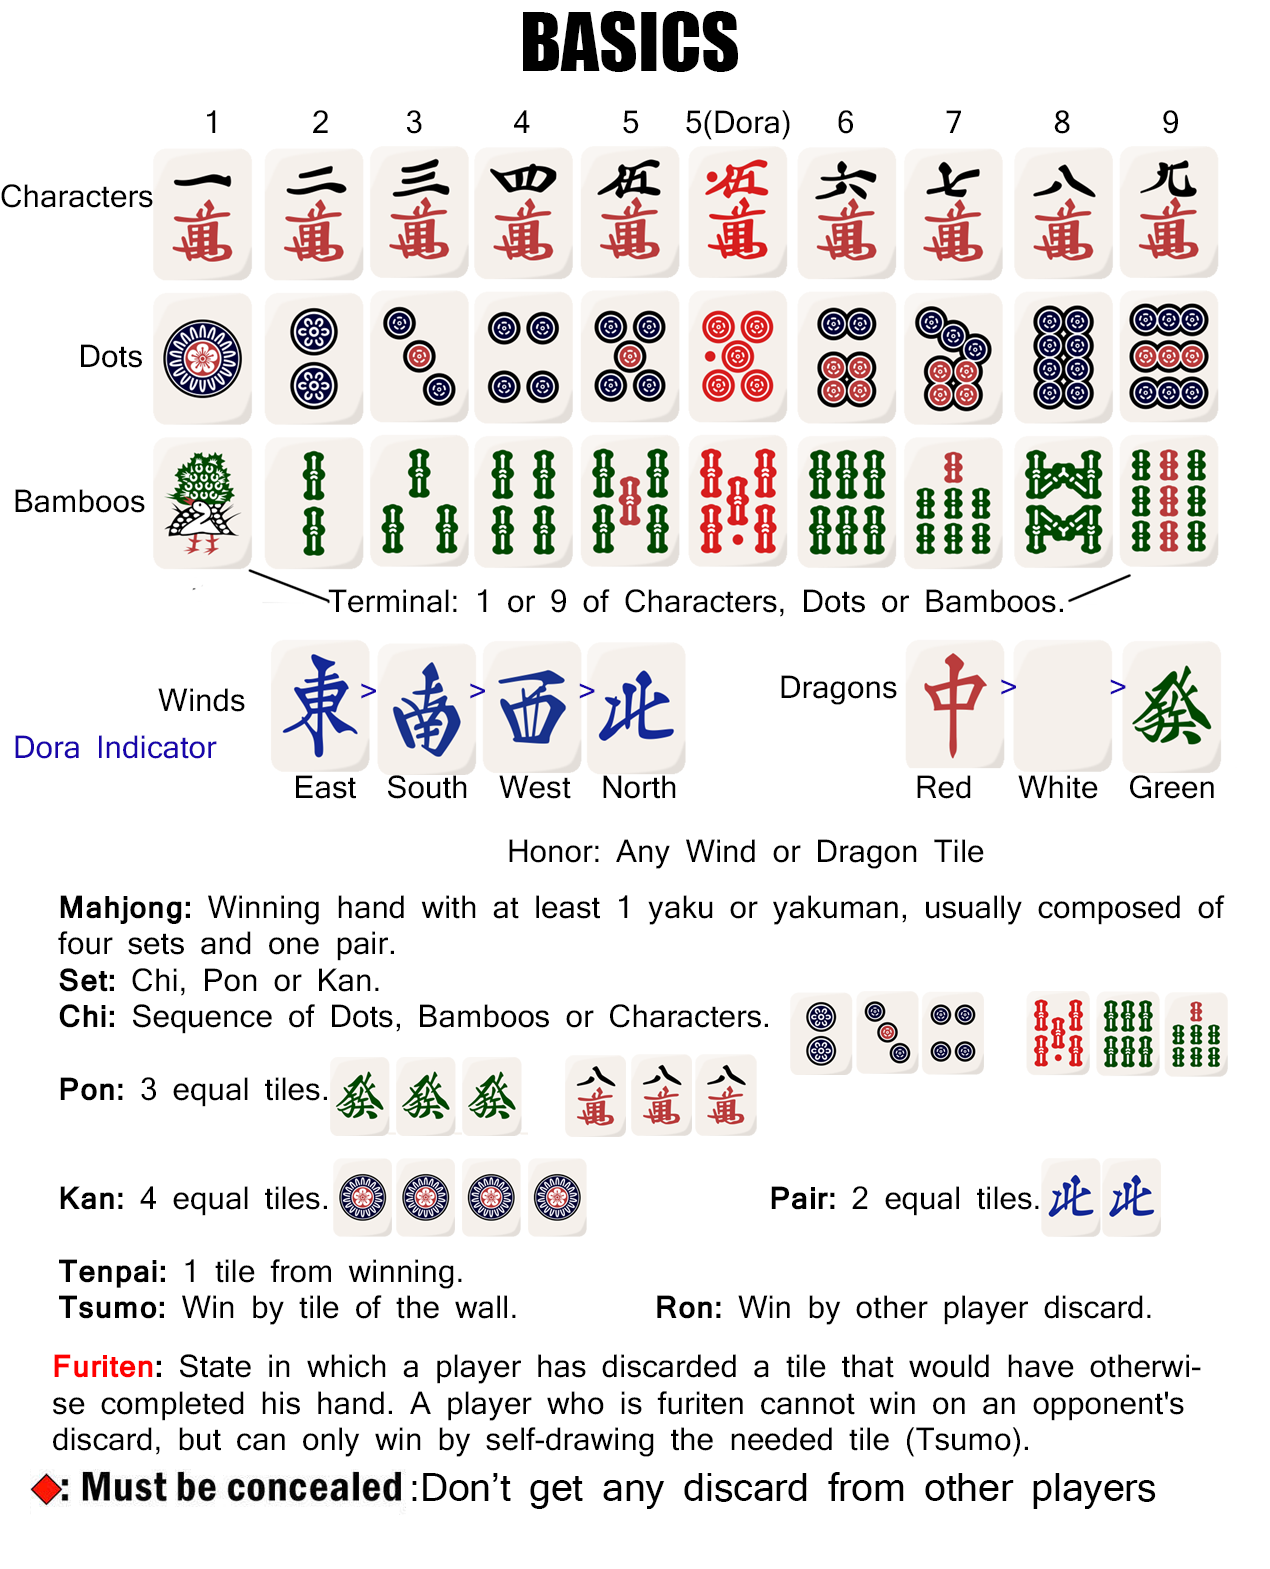 BASICS
1 2 3 4 5 5(Dora) 6 7 8 9
Characters 一萬 二萬 三萬 四萬 伍萬 伍萬 六萬 七萬 八萬 九萬
Dots
Bamboos
Terminal: 1 or 9 of Characters, Dots or Bamboos.
Winds 東 > 南 > 西 > 北 Dragons 中 > > 發
Dora Indicator
East South West North Red White Green
Honor: Any Wind or Dragon Tile
Mahjong: Winning hand with at least 1 yaku or yakuman, usually composed of
four sets and one pair.
Set: Chi, Pon or Kan.
Chi: Sequence of Dots, Bamboos or Characters.
Pon: 3 equal tiles. 發 發 發 八萬 八萬 八萬
Kan: 4 equal tiles. Pair: 2 equal tiles. 北 北
Tenpai: 1 tile from winning.
Tsumo: Win by tile of the wall. Ron: Win by other player discard.
Furiten: State in which a player has discarded a tile that would have otherwi-
se completed his hand. A player who is furiten cannot win on an opponent's
discard, but can only win by self-drawing the needed tile (Tsumo).
: Must be concealed :Don’t get any discard from other players